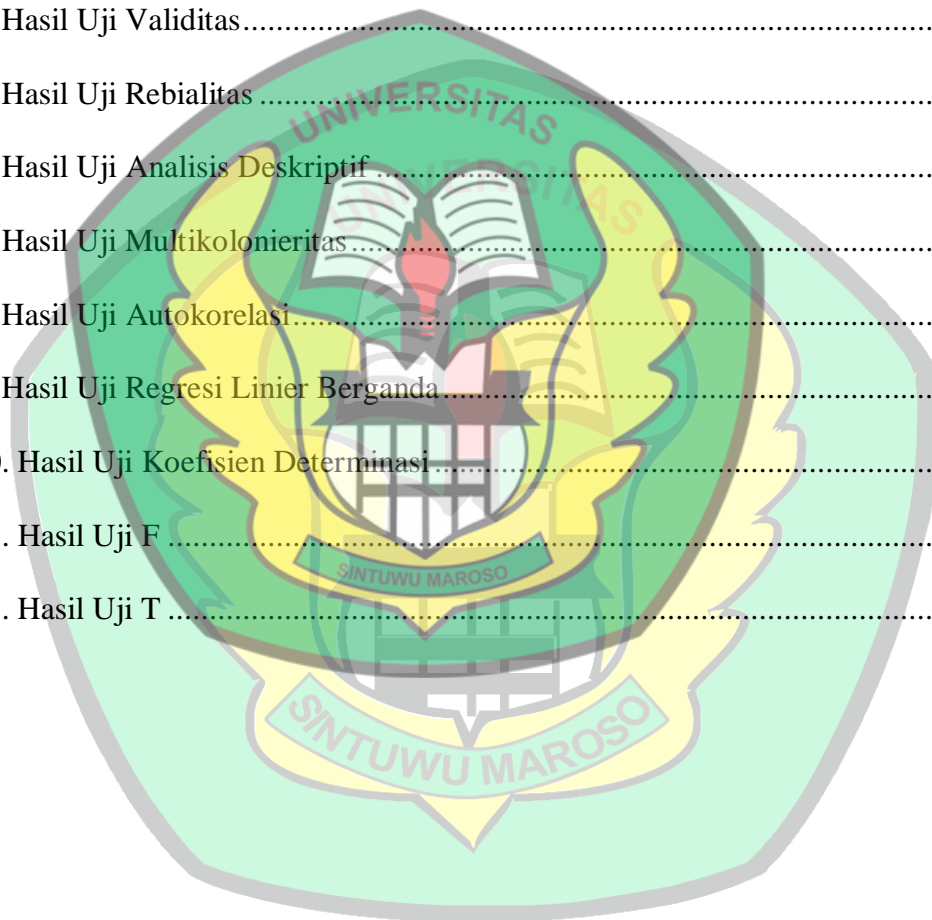 Hasil Uji Validitas................................................................................
Hasil Uji Rebialitas ................................................................................
Hasil Uji Analisis Deskriptif ................................................................
Hasil Uji Multikolonieritas....................................................................
Hasil Uji Autokorelasi...........................................................................
Hasil Uji Regresi Linier Berganda.........................................................
. Hasil Uji Koefisien Determinasi..........................................................
. Hasil Uji F ...........................................................................................
. Hasil Uji T ...........................................................................................
UNIVERSITAS
SINTUWU MAROSO
UNIVERSITAS
SINTUWU MAROSO